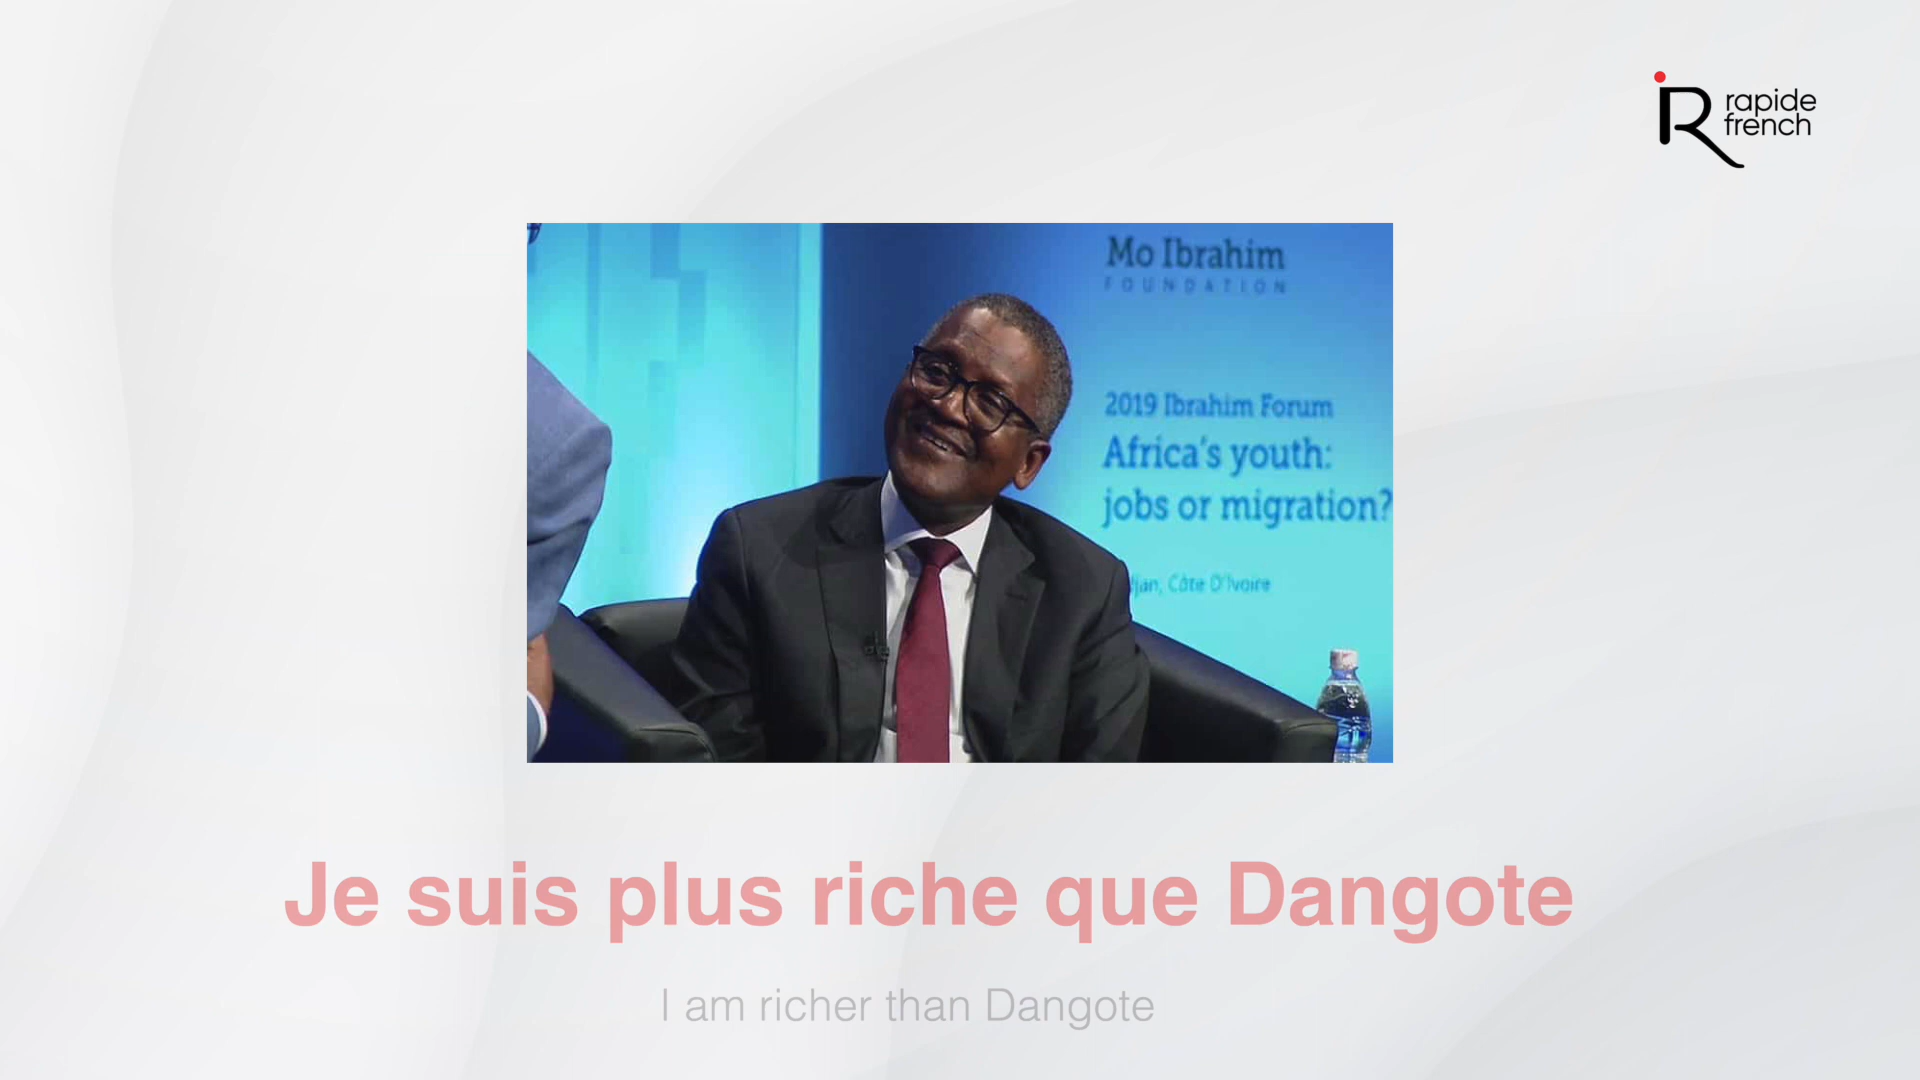 rapide
french
Mo Ibrahim
FOUNDATION
2019 Ibrahim Forum
Africa's youth:
jobs or migration?
Côte D'Ivoire
Je suis plus riche que Dangote
I am richer than Dangote